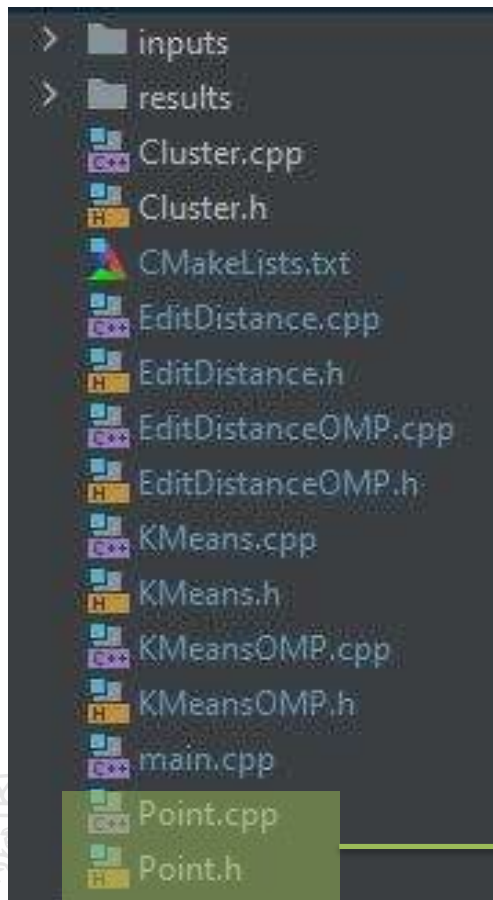 inputs
results
Cluster.cpp
Cluster.h
CMakeLists.txt
EditDistance.cpp
EditDistance.h
EditDistanceOMP.cpp
EditDistanceOMP.h
KMeans.cpp
KMeans.h
KMeansOMP.cpp
KMeansOMP.h
main.cpp
Point.cpp
Point.h